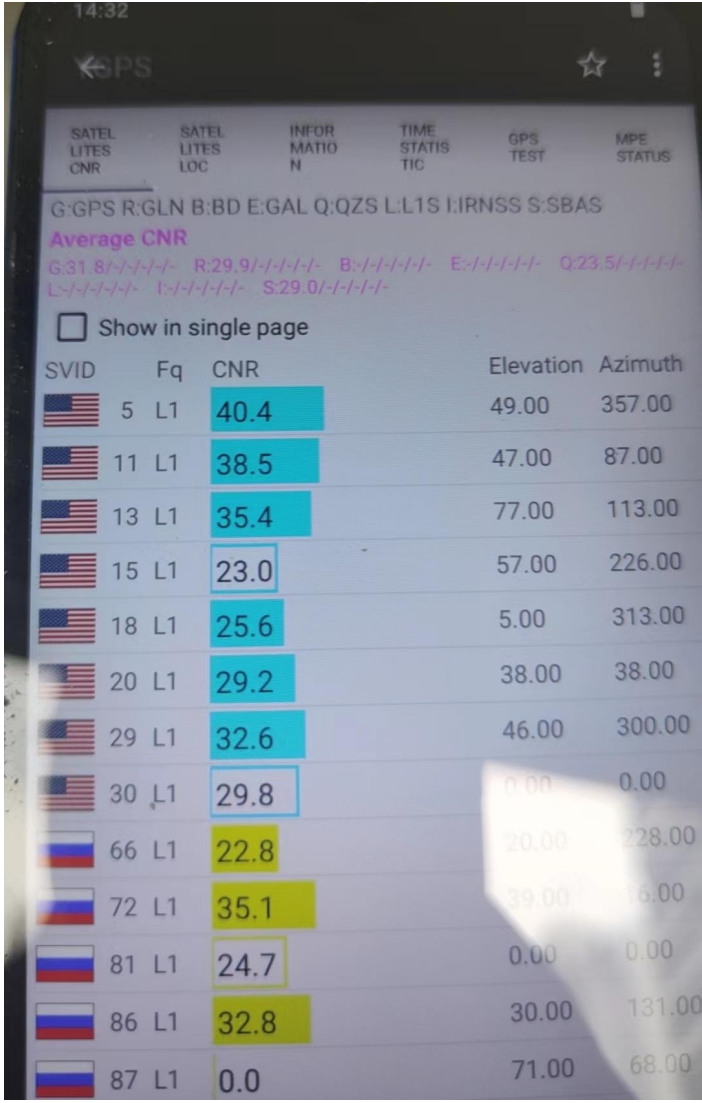 14:32
YGPS
SATEL LITES CNR
SATEL LITES LOC
INFOR MATIO N
TIME STATIS TIC
GPS TEST
MPE STATUS
G:GPS R:GLN B:BD E:GAL Q:QZS L:L1S I:IRNSS S:SBAS
Average CNR
G:31.8/-/-/-/-/- R:29.9/-/-/-/-/- B:-/-/-/-/-/- E:-/-/-/-/-/- Q:23.5/-/-/-/-/-
L:-/-/-/-/-/- I:-/-/-/-/-/- S:29.0/-/-/-/-/-
Show in single page
SVID Fq CNR Elevation Azimuth
5 L1 40.4 49.00 357.00
11 L1 38.5 47.00 87.00
13 L1 35.4 77.00 113.00
15 L1 23.0 57.00 226.00
18 L1 25.6 5.00 313.00
20 L1 29.2 38.00 38.00
29 L1 32.6 46.00 300.00
30 L1 29.8 0.00 0.00
66 L1 22.8 20.00 228.00
72 L1 35.1 39.00 16.00
81 L1 24.7 0.00 0.00
86 L1 32.8 30.00 131.00
87 L1 0.0 71.00 68.00